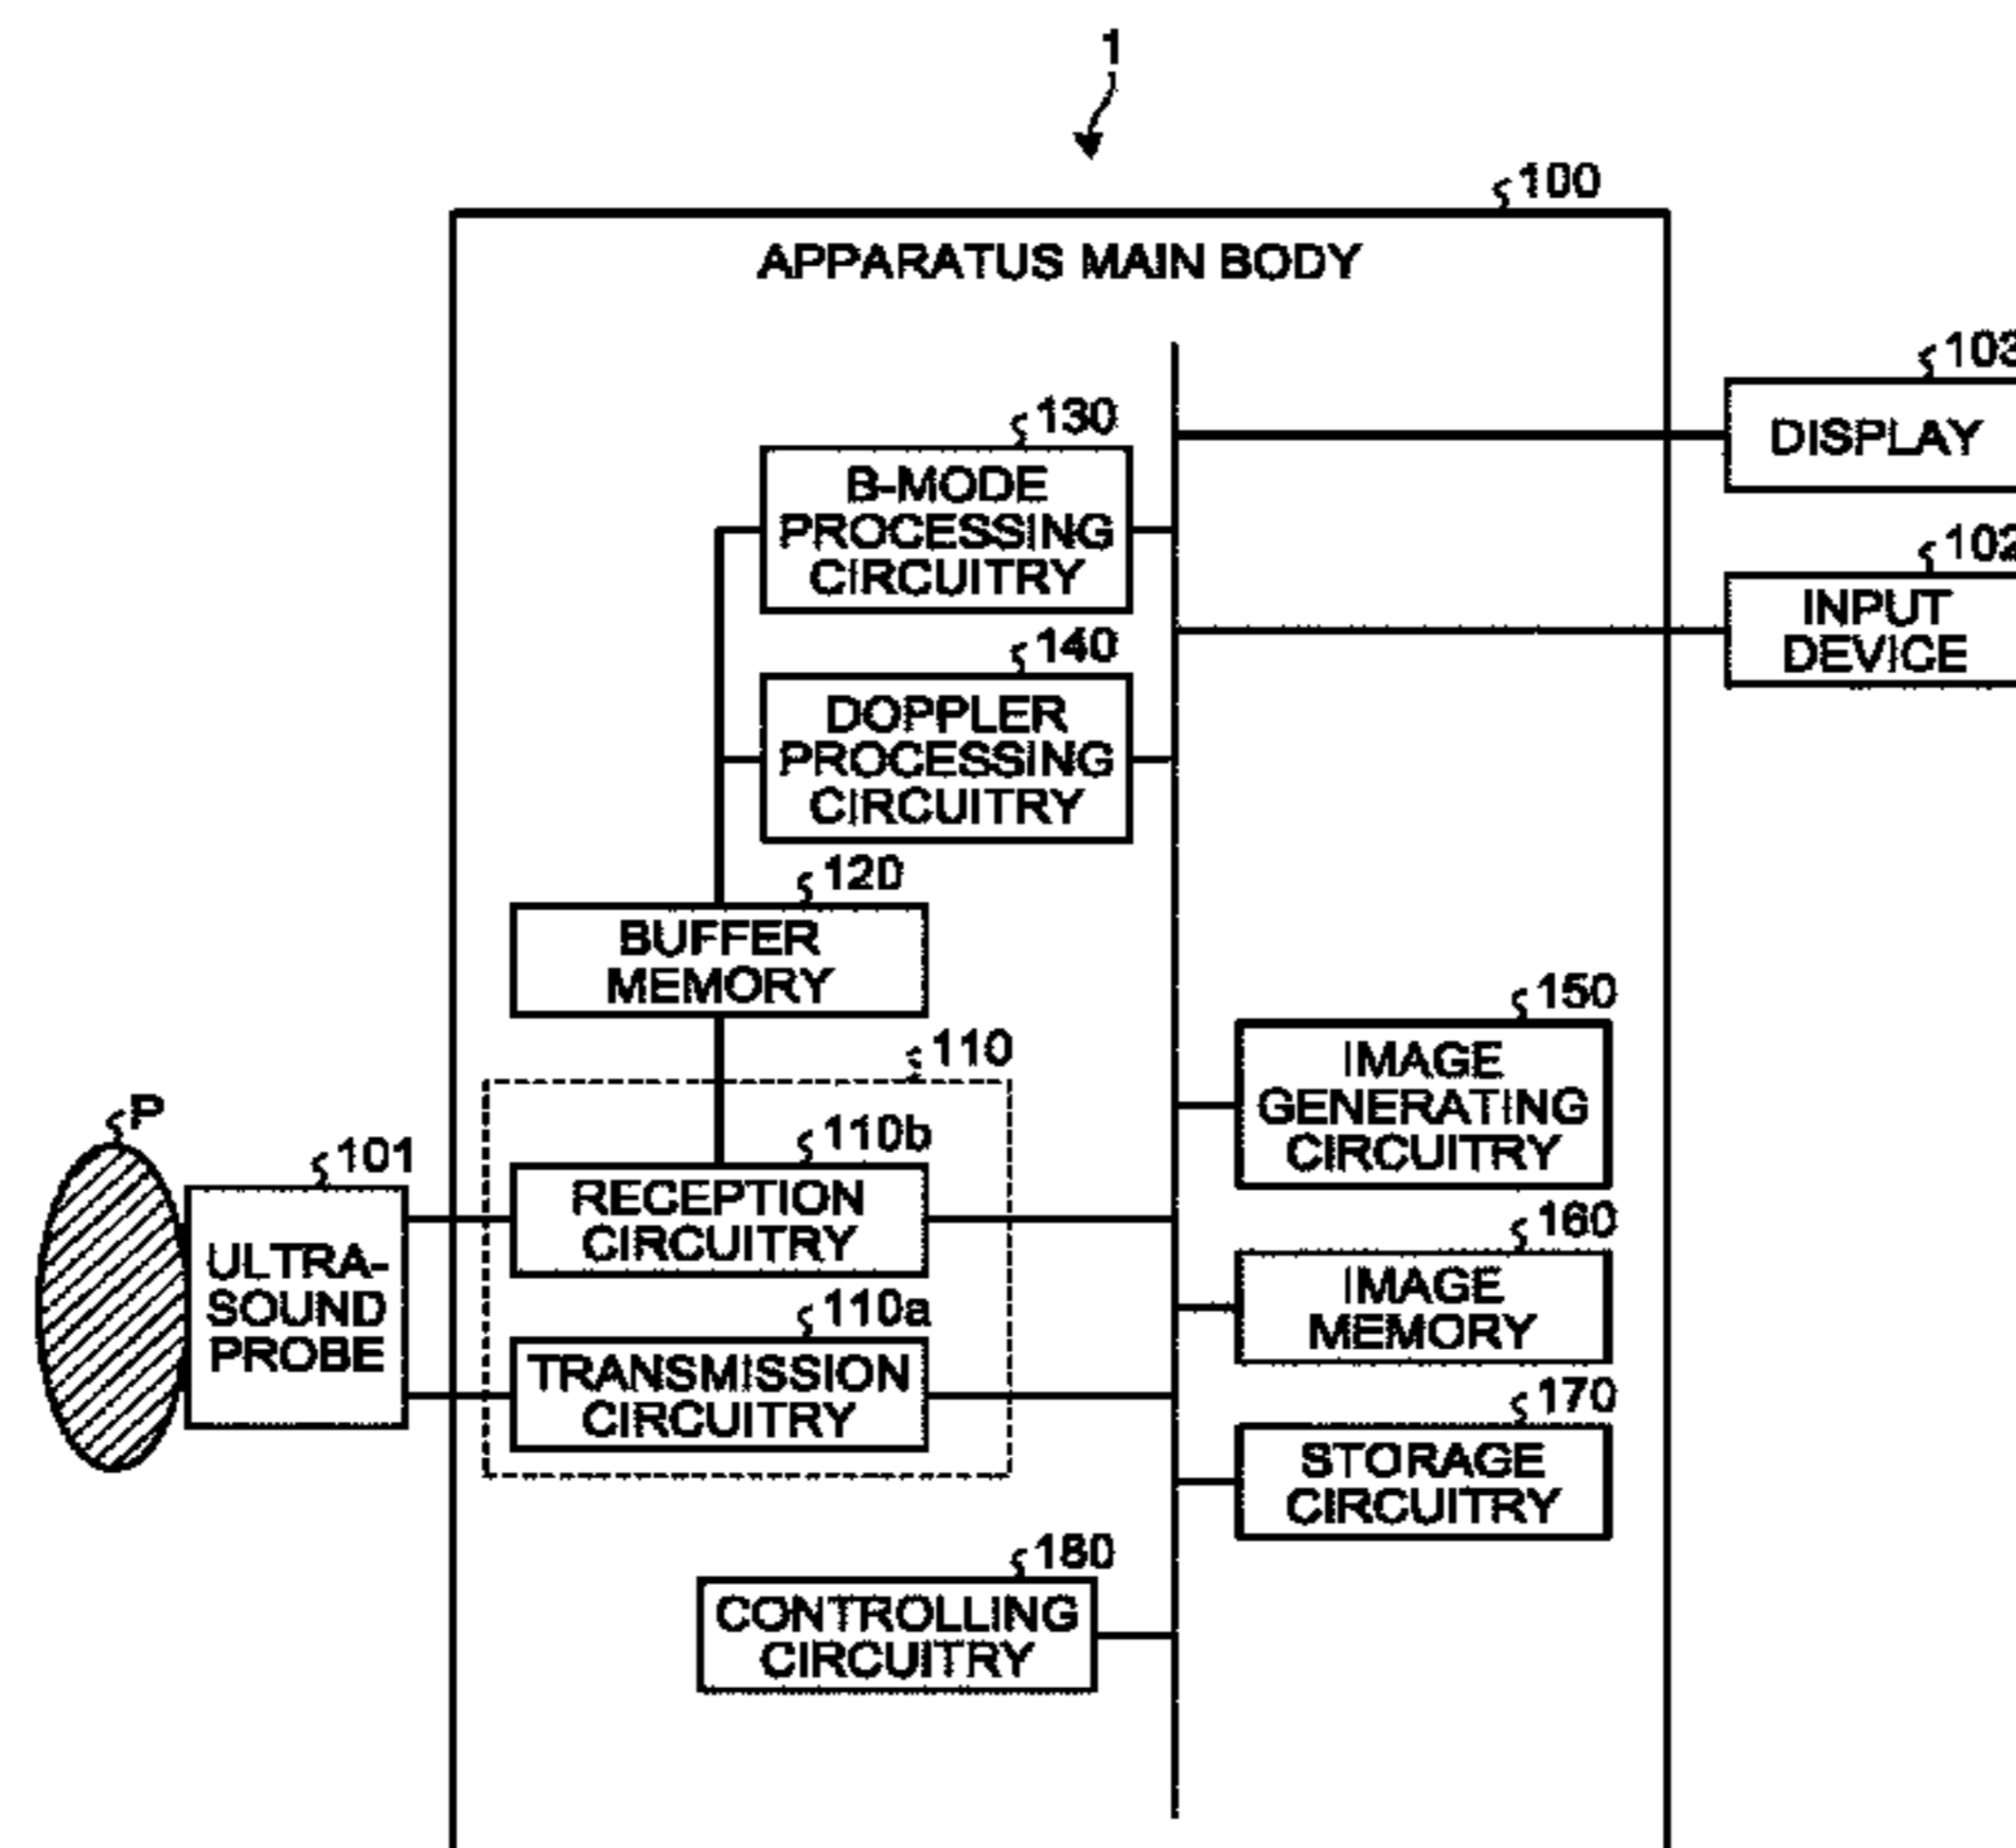 1
100
APPARATUS MAIN BODY
103
DISPLAY
130
B-MODE
PROCESSING
CIRCUITRY
102
INPUT
DEVICE
140
DOPPLER
PROCESSING
CIRCUITRY
120
BUFFER
MEMORY
150
IMAGE
GENERATING
CIRCUITRY
110
P
101
ULTRA-
SOUND
PROBE
110b
RECEPTION
CIRCUITRY
160
IMAGE
MEMORY
110a
TRANSMISSION
CIRCUITRY
170
STORAGE
CIRCUITRY
180
CONTROLLING
CIRCUITRY